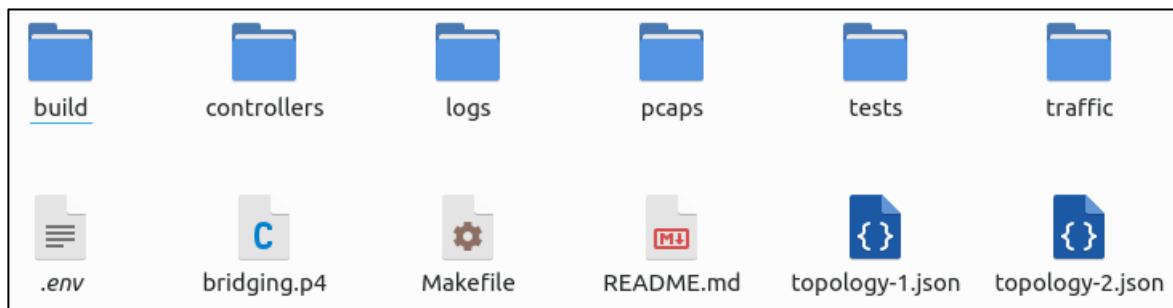 build controllers logs pcaps tests traffic
C
M↓
{} {}
.env bridging.p4 Makefile README.md topology-1.json topology-2.json